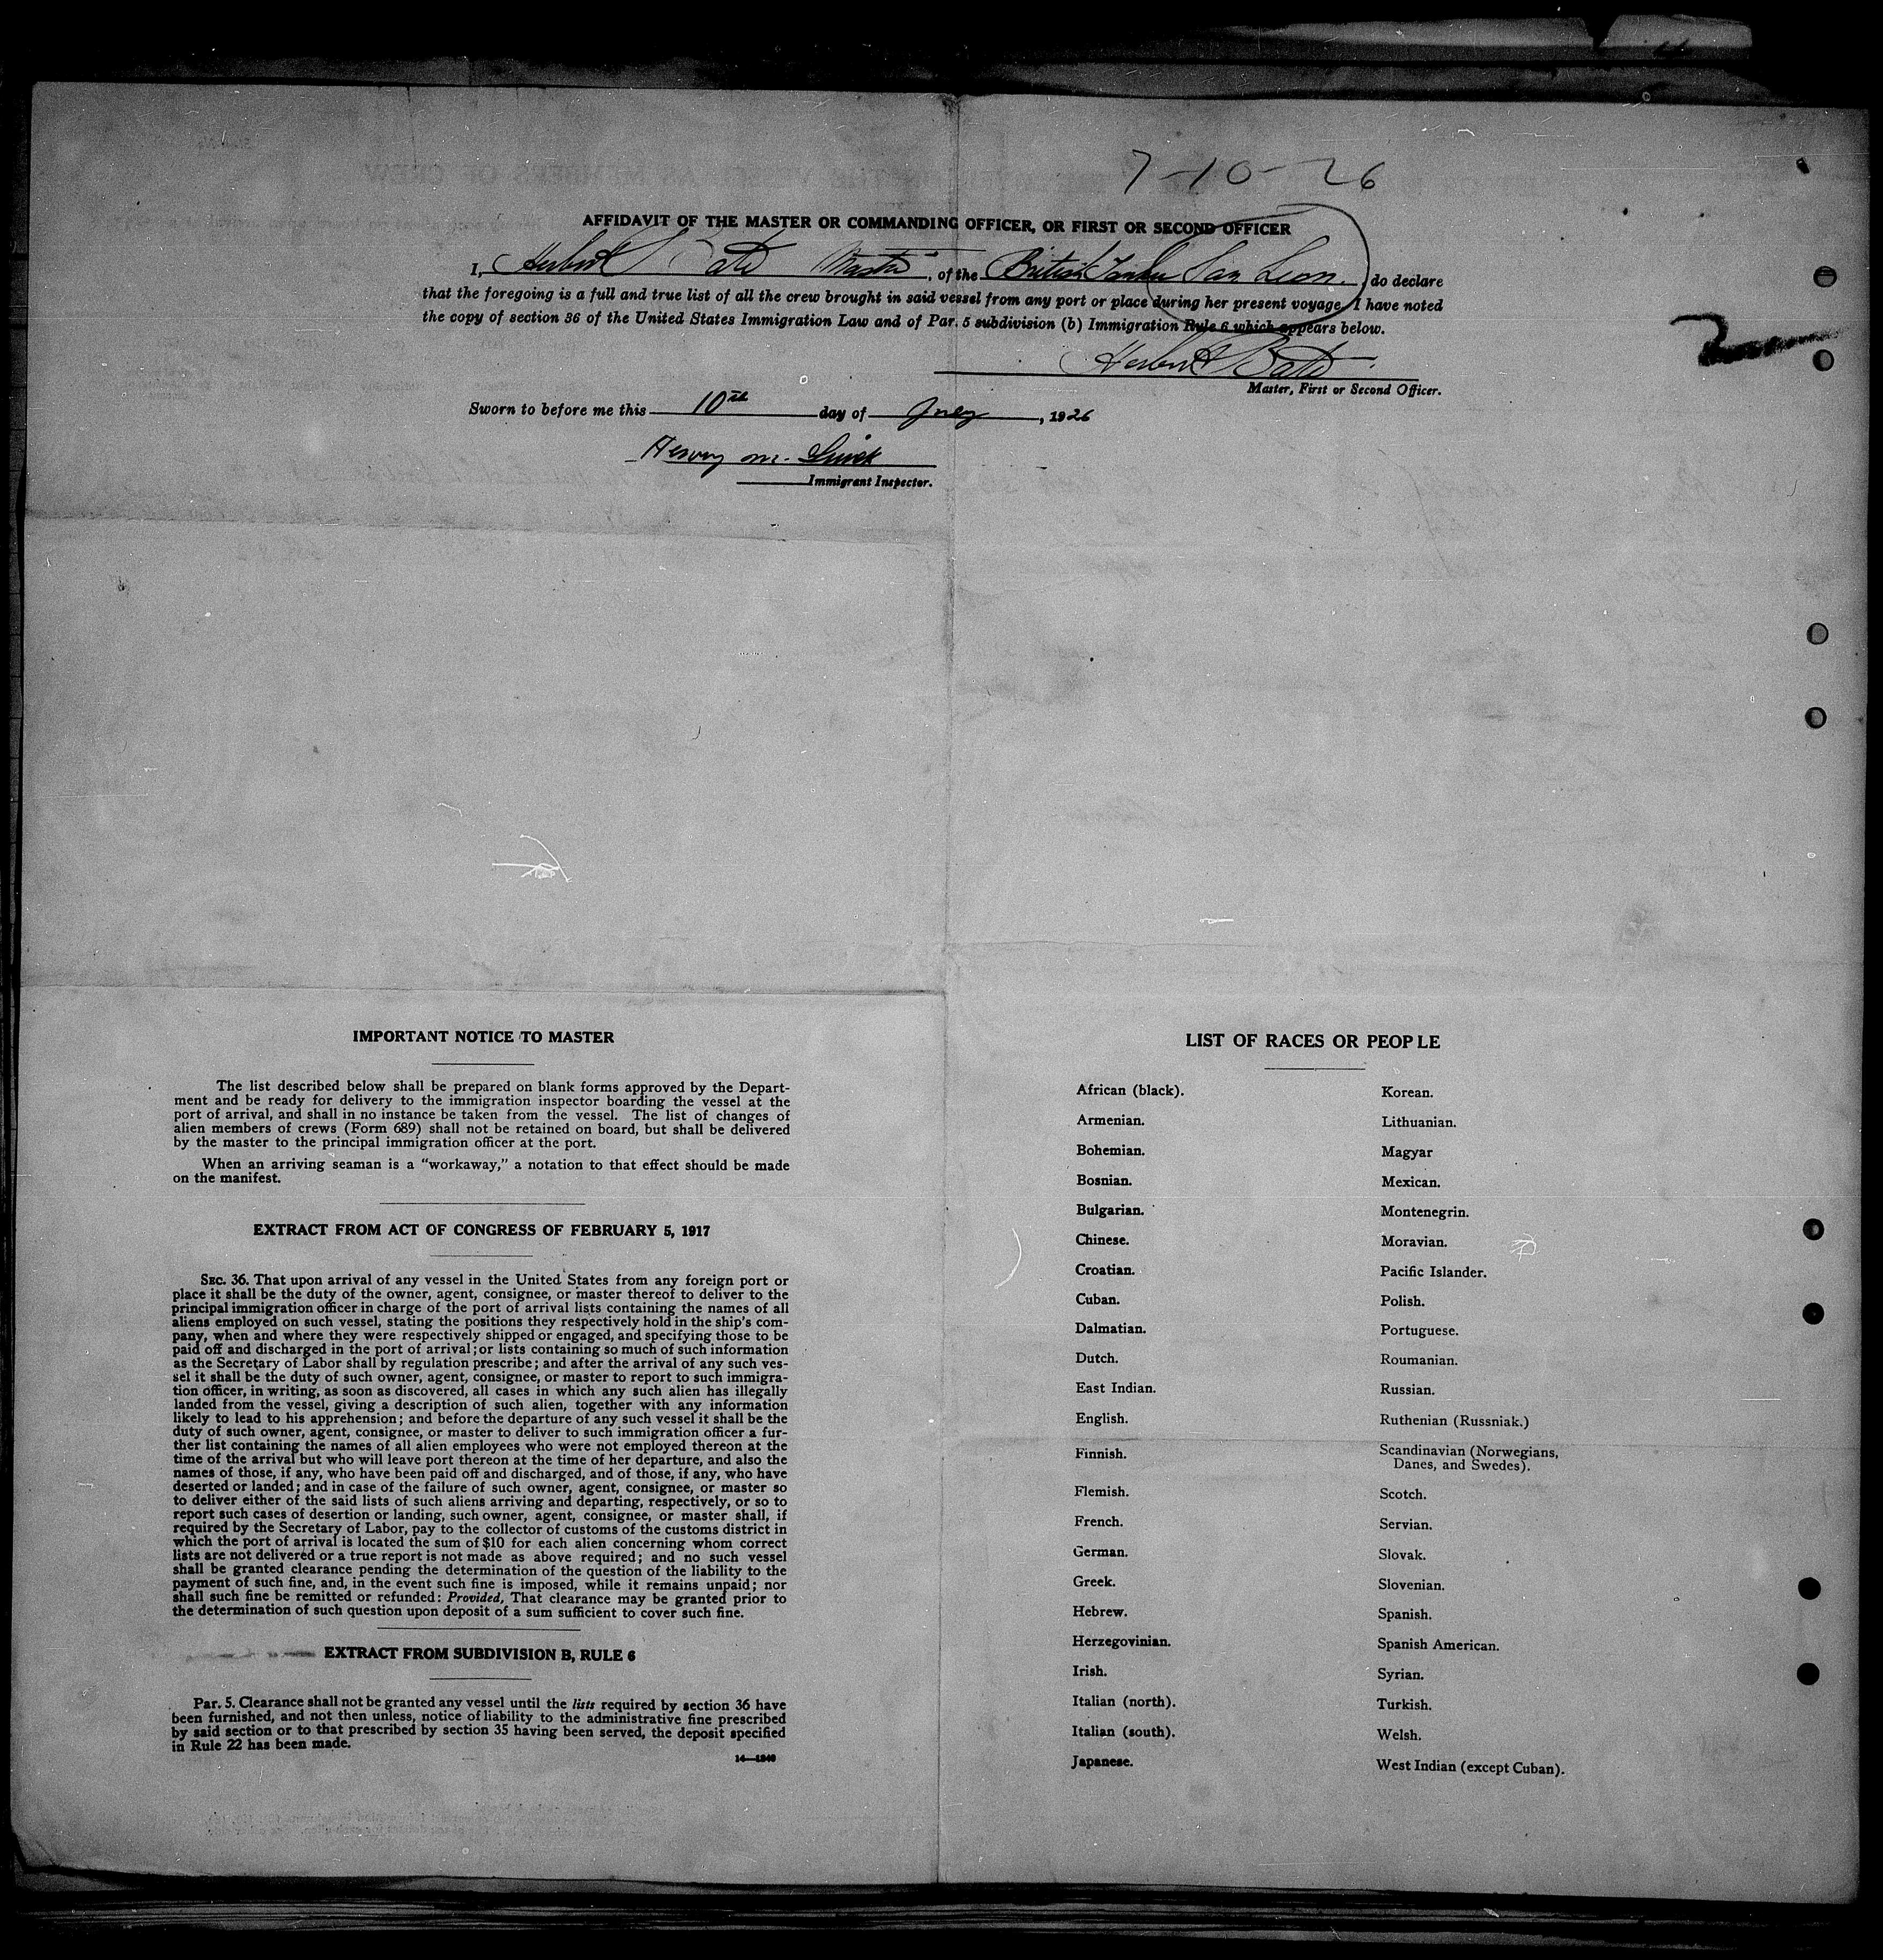 7-10-26
AFFIDAVIT OF THE MASTER OR COMMANDING OFFICER, OR FIRST OR SECOND OFFICER
I, Herbert Bate Master, of the British Tanker San Leon, do declare
that the foregoing is a full and true list of all the crew brought in said vessel from any port or place during her present voyage. I have noted
the copy of section 36 of the United States Immigration Law and of Par. 5 subdivision (b) Immigration Rule 6 which appears below.
Herbert Bate
Master, First or Second Officer.
Sworn to before me this 10th day of July, 1926
Immigrant Inspector.
IMPORTANT NOTICE TO MASTER
The list described below shall be prepared on blank forms approved by the Depart-
ment and be ready for delivery to the immigration inspector boarding the vessel at the
port of arrival, and shall in no instance be taken from the vessel. The list of changes of
alien members of crews (Form 689) shall not be retained on board, but shall be delivered
by the master to the principal immigration officer at the port.
When an arriving seaman is a “workaway,” a notation to that effect should be made
on the manifest.
EXTRACT FROM ACT OF CONGRESS OF FEBRUARY 5, 1917
SEC. 36. That upon arrival of any vessel in the United States from any foreign port or
place it shall be the duty of the owner, agent, consignee, or master thereof to deliver to the
principal immigration officer in charge of the port of arrival lists containing the names of all
aliens employed on such vessel, stating the positions they respectively hold in the ship's com-
pany, when and where they were respectively shipped or engaged, and specifying those to be
paid off and discharged in the port of arrival; or lists containing so much of such information
as the Secretary of Labor shall by regulation prescribe; and after the arrival of any such ves-
sel it shall be the duty of such owner, agent, consignee, or master to report to such immigra-
tion officer, in writing, as soon as discovered, all cases in which any such alien has illegally
landed from the vessel, giving a description of such alien, together with any information
likely to lead to his apprehension; and before the departure of any such vessel it shall be the
duty of such owner, agent, consignee, or master to deliver to such immigration officer a fur-
ther list containing the names of all alien employees who were not employed thereon at the
time of the arrival but who will leave port thereon at the time of her departure, and also the
names of those, if any, who have been paid off and discharged, and of those, if any, who have
deserted or landed; and in case of the failure of such owner, agent, consignee, or master so
to deliver either of the said lists of such aliens arriving and departing, respectively, or so to
report such cases of desertion or landing, such owner, agent, consignee, or master shall, if
required by the Secretary of Labor, pay to the collector of customs of the customs district in
which the port of arrival is located the sum of $10 for each alien concerning whom correct
lists are not delivered or a true report is not made as above required; and no such vessel
shall be granted clearance pending the determination of the question of the liability to the
payment of such fine, and, in the event such fine is imposed, while it remains unpaid; nor
shall such fine be remitted or refunded: Provided, That clearance may be granted prior to
the determination of such question upon deposit of a sum sufficient to cover such fine.
EXTRACT FROM SUBDIVISION B, RULE 6
Par. 5. Clearance shall not be granted any vessel until the lists required by section 36 have
been furnished, and not then unless, notice of liability to the administrative fine prescribed
by said section or to that prescribed by section 35 having been served, the deposit specified
in Rule 22 has been made.
14—1240
LIST OF RACES OR PEOPLE
African (black).
Armenian.
Bohemian.
Bosnian.
Bulgarian.
Chinese.
Croatian.
Cuban.
Dalmatian.
Dutch.
East Indian.
English.
Finnish.
Flemish.
French.
German.
Greek.
Hebrew.
Herzegovinian.
Irish.
Italian (north).
Italian (south).
Japanese.
Korean.
Lithuanian.
Magyar
Mexican.
Montenegrin.
Moravian.
Pacific Islander.
Polish.
Portuguese.
Roumanian.
Russian.
Ruthenian (Russniak.)
Scandinavian (Norwegians,
Danes, and Swedes).
Scotch.
Servian.
Slovak.
Slovenian.
Spanish.
Spanish American.
Syrian.
Turkish.
Welsh.
West Indian (except Cuban).